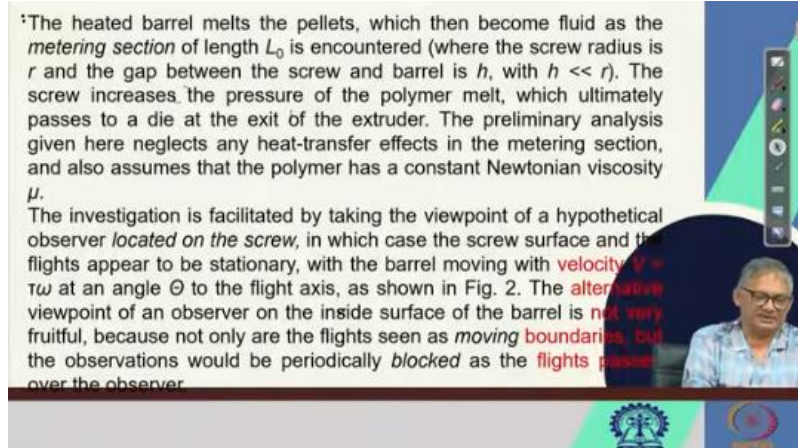 The heated barrel melts the pellets, which then become fluid as the
metering section of length L₀ is encountered (where the screw radius is
r and the gap between the screw and barrel is h, with h << r). The
screw increases the pressure of the polymer melt, which ultimately
passes to a die at the exit of the extruder. The preliminary analysis
given here neglects any heat-transfer effects in the metering section,
and also assumes that the polymer has a constant Newtonian viscosity
μ.
The investigation is facilitated by taking the viewpoint of a hypothetical
observer located on the screw, in which case the screw surface and the
flights appear to be stationary, with the barrel moving with velocity V =
τω at an angle Θ to the flight axis, as shown in Fig. 2. The alternative
viewpoint of an observer on the inside surface of the barrel is not very
fruitful, because not only are the flights seen as moving boundaries, but
the observations would be periodically blocked as the flights
over the observer.